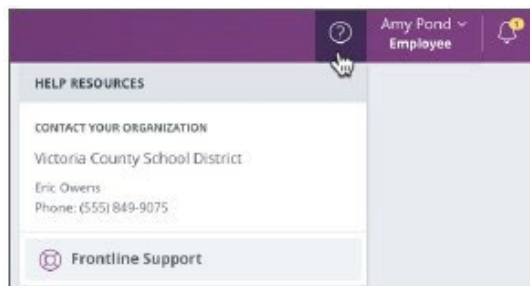 Amy Pond
Employee
1
HELP RESOURCES
CONTACT YOUR ORGANIZATION
Victoria County School District
Eric Owens
Phone: (555) 849-9075
Frontline Support